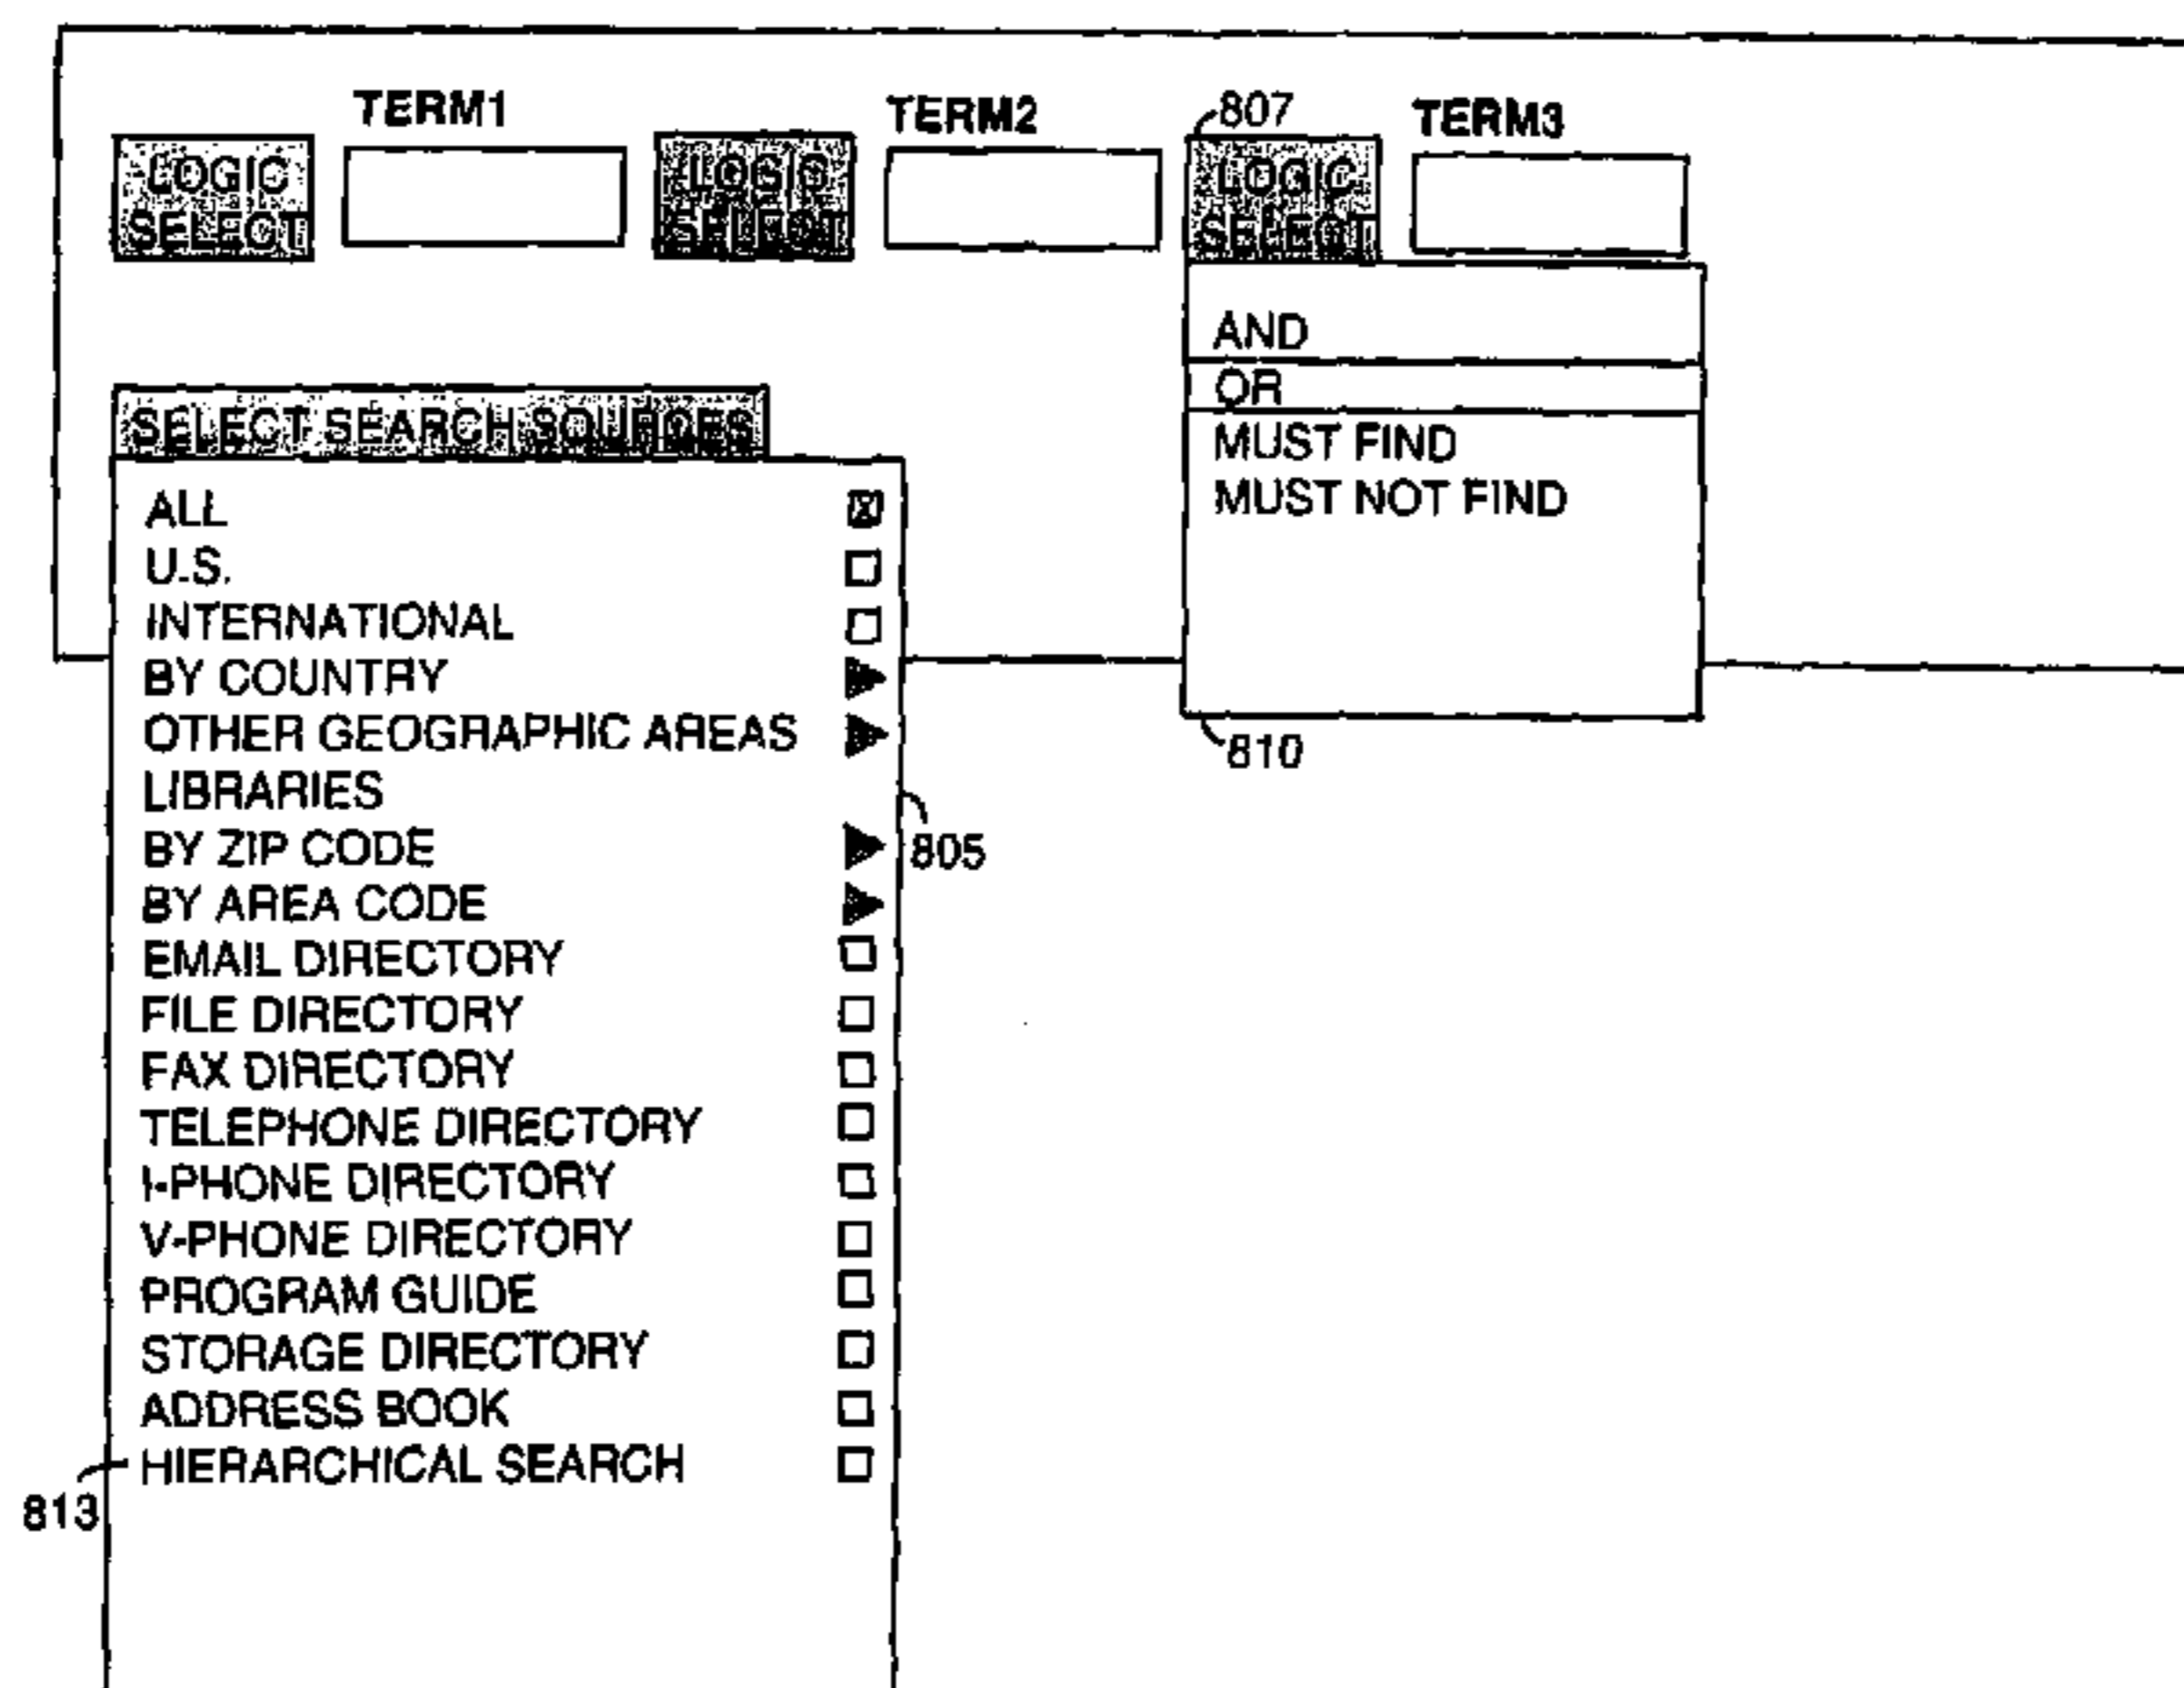 TERM1 TERM2 807 TERM3
LOGIC SELECT LOGIC SELECT LOGIC SELECT
AND
OR
MUST FIND
MUST NOT FIND
810
SELECT SEARCH SOURCES
ALL
U.S.
INTERNATIONAL
BY COUNTRY
OTHER GEOGRAPHIC AREAS
LIBRARIES
BY ZIP CODE
805
BY AREA CODE
EMAIL DIRECTORY
FILE DIRECTORY
FAX DIRECTORY
TELEPHONE DIRECTORY
I-PHONE DIRECTORY
V-PHONE DIRECTORY
PROGRAM GUIDE
STORAGE DIRECTORY
ADDRESS BOOK
HIERARCHICAL SEARCH
813